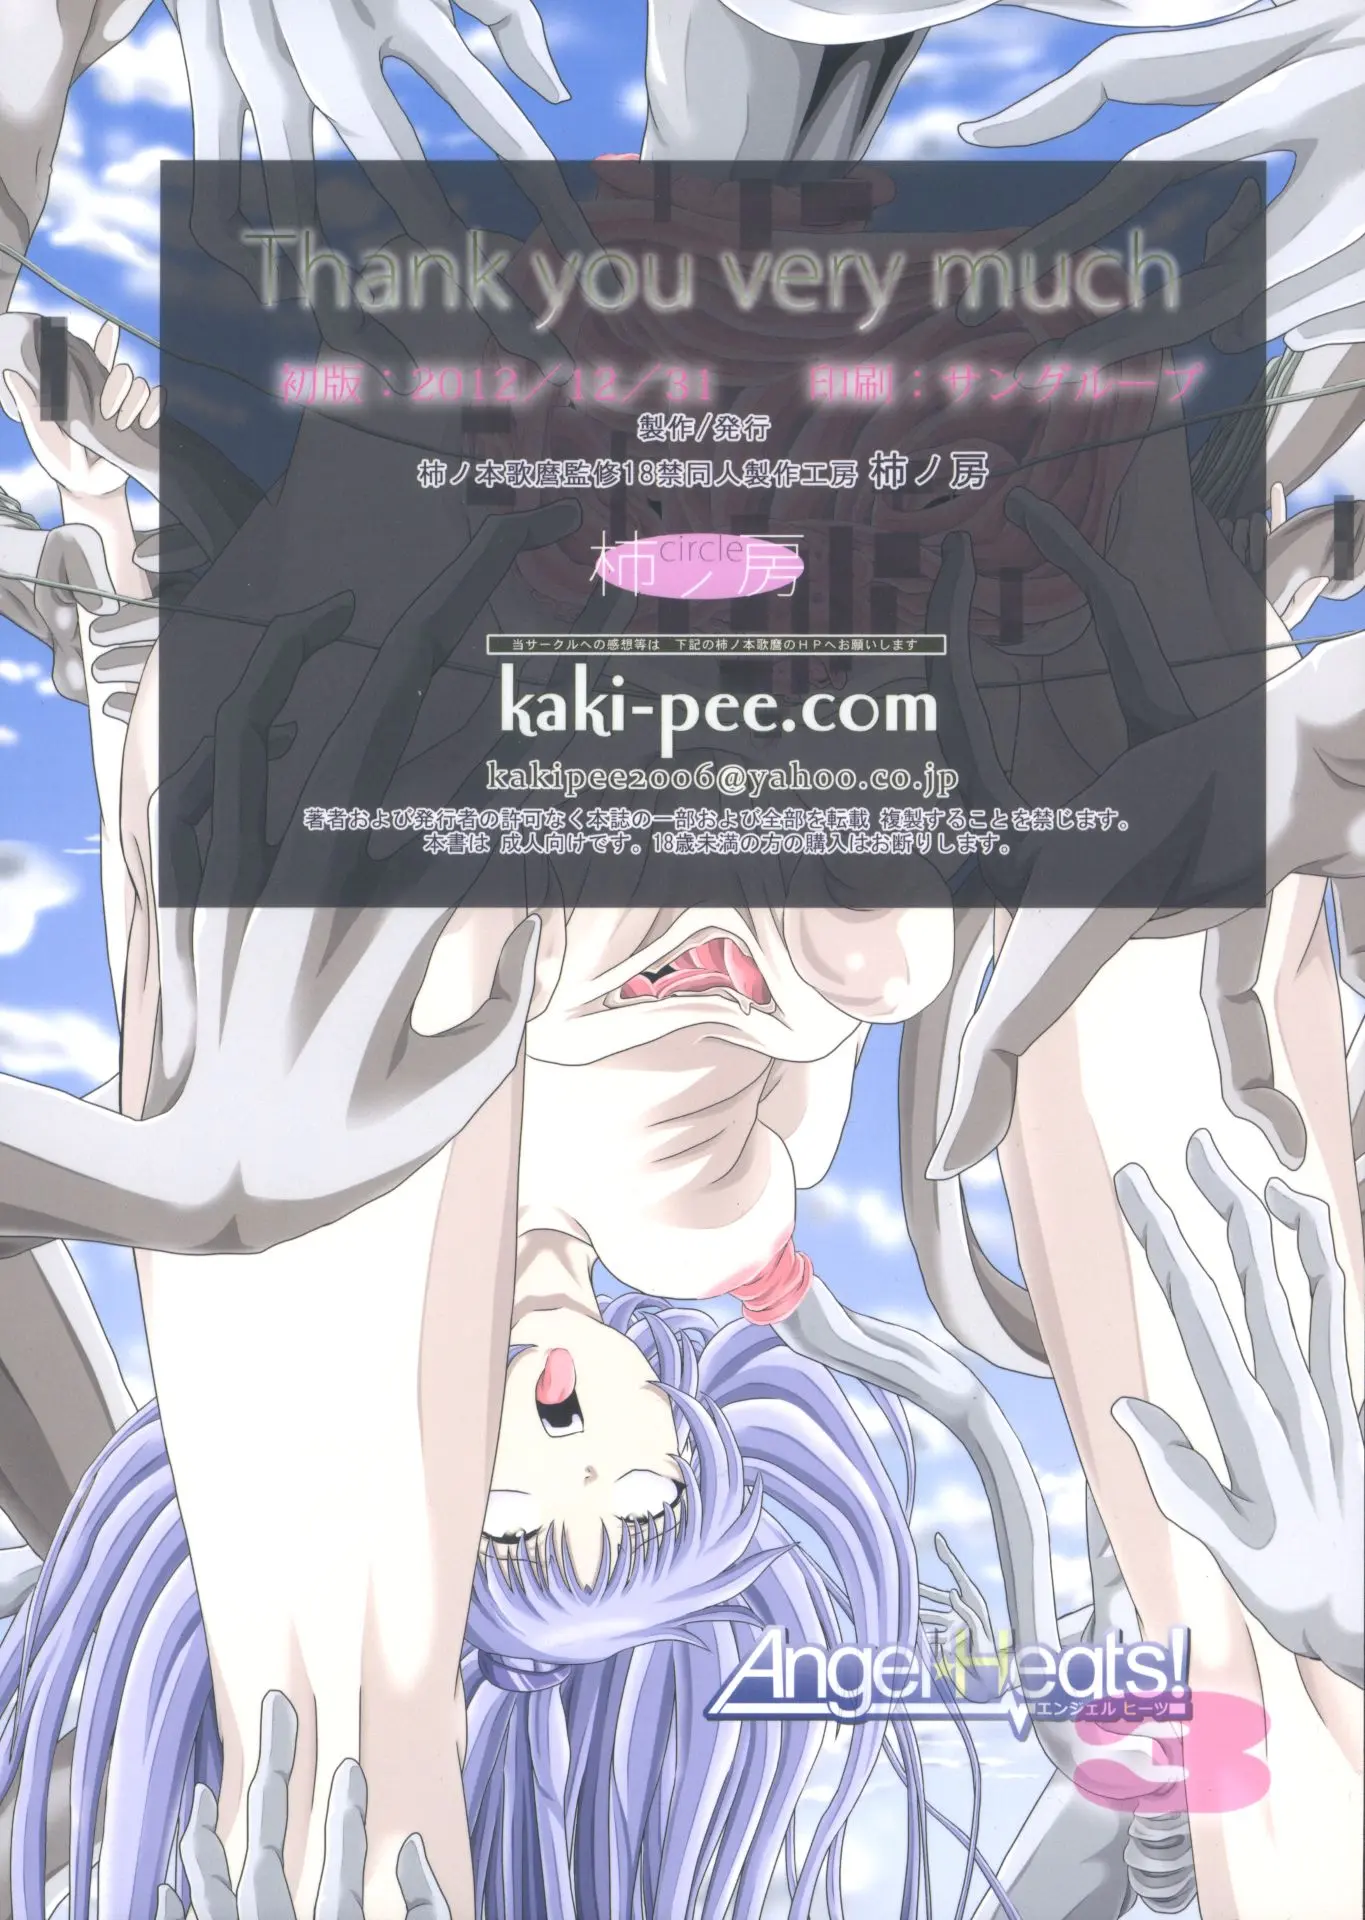 Thank you very much
初版：2012／12／31　印刷：サングループ
製作/発行
柿ノ本歌麿監修18禁同人製作工房 柿ノ房
circle
柿ノ房
当サークルへの感想等は　下記の柿ノ本歌麿のＨＰへお願いします
kaki-pee.com
kakipee2006@yahoo.co.jp
著者および発行者の許可なく本誌の一部および全部を転載 複製することを禁じます。
本書は 成人向けです。18歳未満の方の購入はお断りします。
Angel Heats!
エンジェル ヒーツ!
3